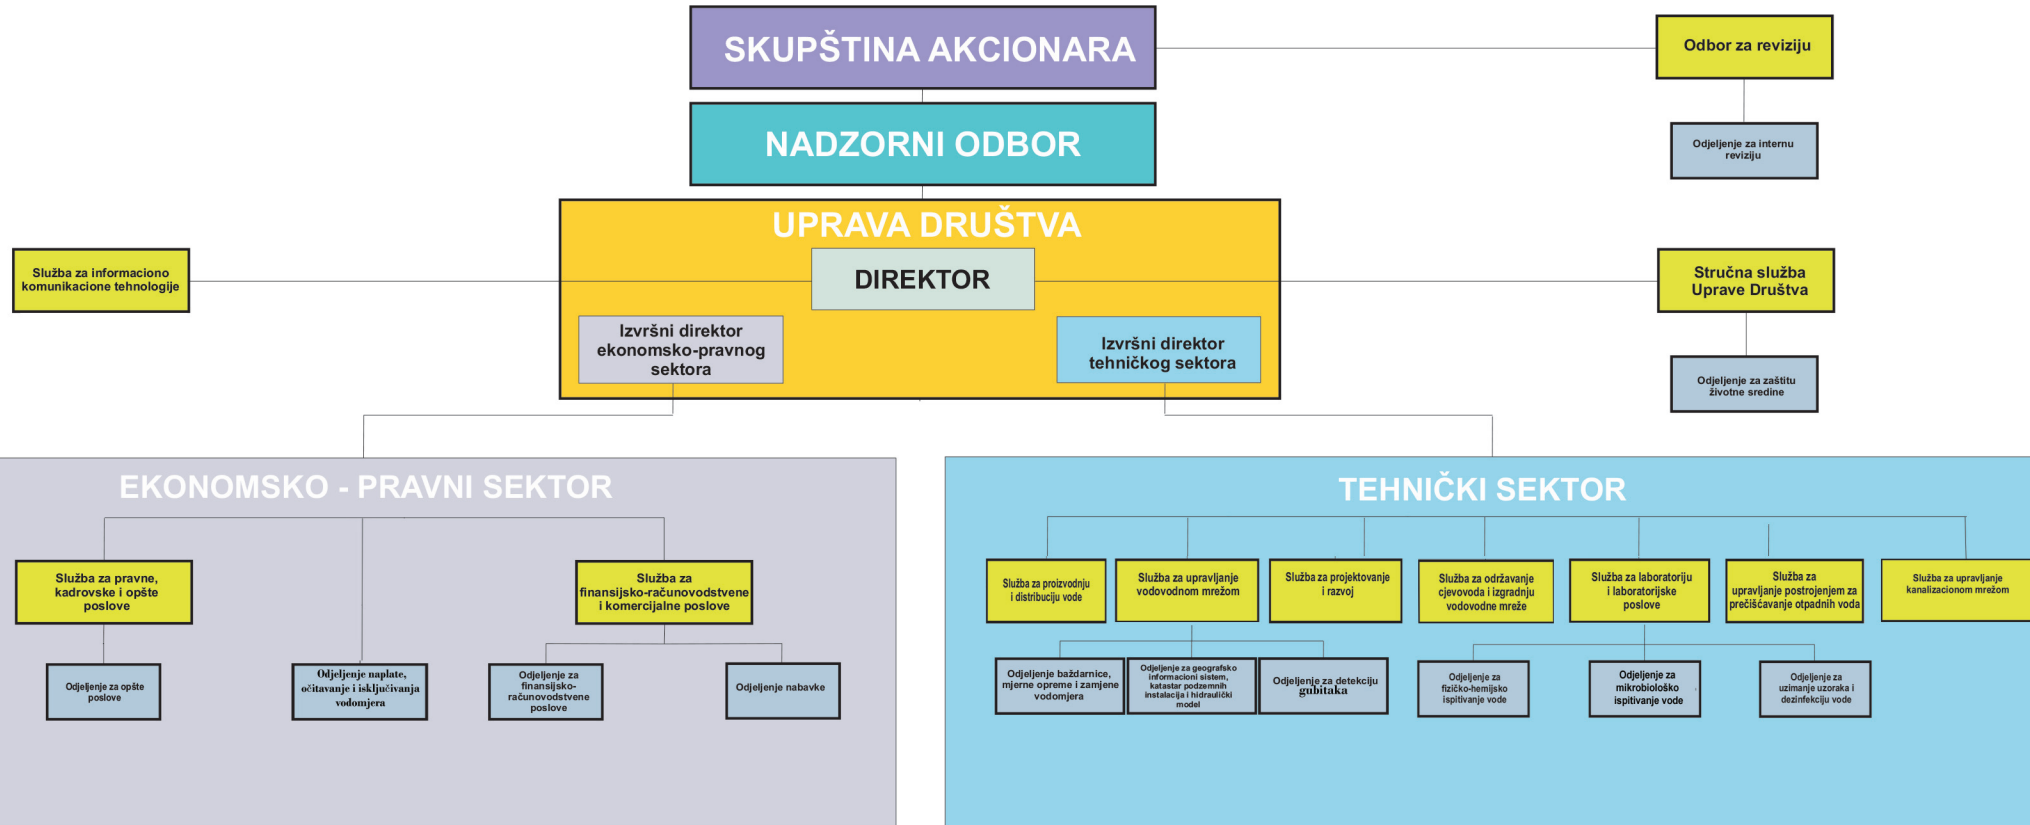 SKUPŠTINA AKCIONARA
Odbor za reviziju
NADZORNI ODBOR
Odjeljenje za internu
reviziju
UPRAVA DRUŠTVA
Služba za informaciono
komunikacione tehnologije
DIREKTOR
Stručna služba
Uprave Društva
Izvršni direktor
ekonomsko-pravnog
sektora
Izvršni direktor
tehničkog sektora
Odjeljenje za zaštitu
životne sredine
EKONOMSKO - PRAVNI SEKTOR
Služba za pravne,
kadrovske i opšte
poslove
Služba za
finansijsko-računovodstvene
i komercijalne poslove
Odjeljenje za opšte
poslove
Odjeljenje naplate,
očitavanje i isključivanja
vodomjera
Odjeljenje za
finansijsko-
računovodstvene
poslove
Odjeljenje nabavke
TEHNIČKI SEKTOR
Služba za proizvodnju
i distribuciju vode
Služba za upravljanje
vodovodnom mrežom
Služba za projektovanje
i razvoj
Služba za održavanje
cjevovoda i izgradnju
vodovodne mreže
Služba za laboratoriju
i laboratorijske
poslove
Služba za
upravljanje postrojenjem za
prečišćavanje otpadnih voda
Služba za upravljanje
kanalizacionom mrežom
Odjeljenje baždarnice,
mjerne opreme i zamjene
vodomjera
Odjeljenje za geografsko
informacioni sistem,
katastar podzemnih
instalacija i hidraulički
model
Odjeljenje za detekciju
gubitaka
Odjeljenje za
fizičko-hemijsko
ispitivanje vode
Odjeljenje za
mikrobiološko
ispitivanje vode
Odjeljenje za
uzimanje uzoraka i
dezinfekciju vode